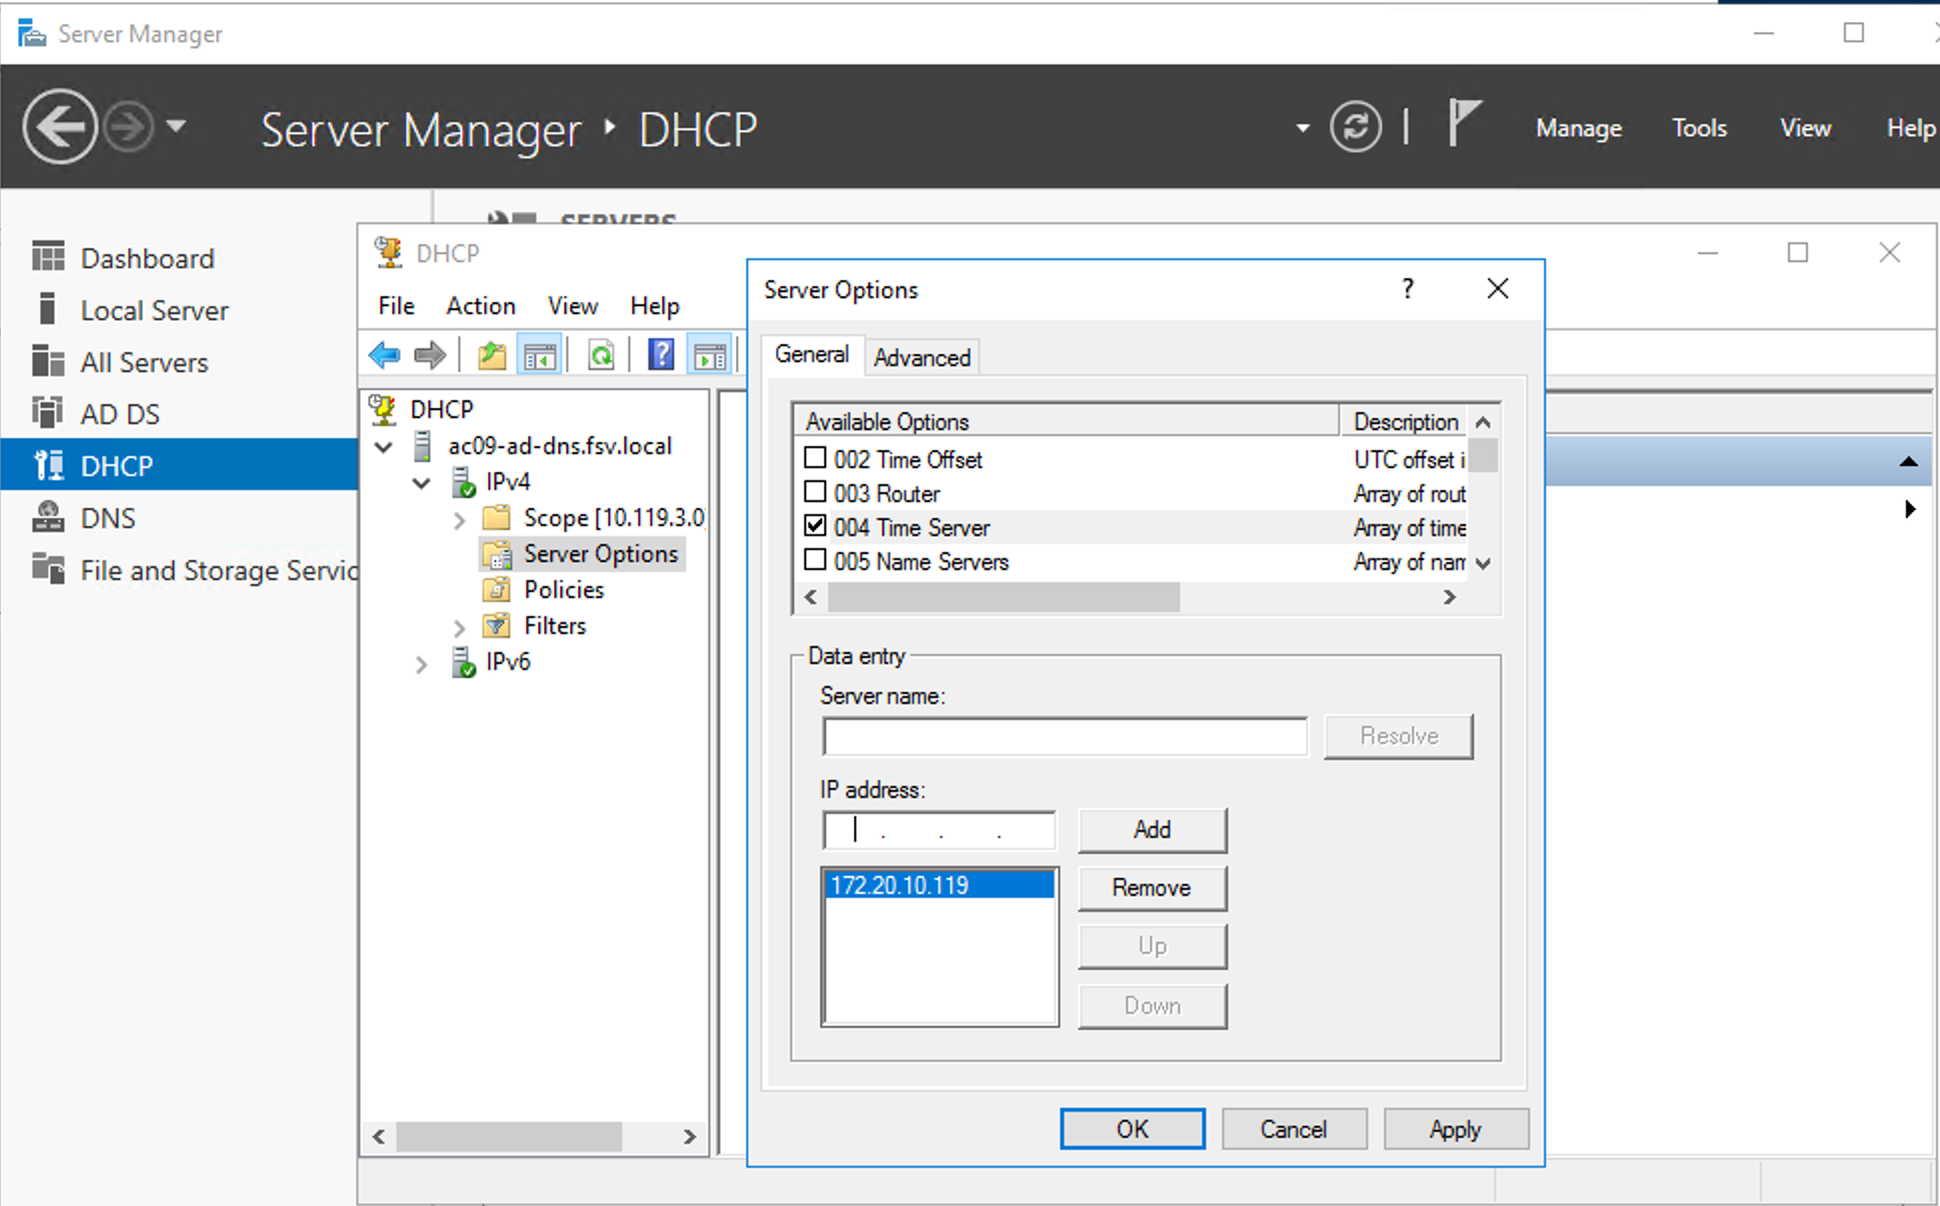 Server Manager
Server Manager ‣ DHCP
Manage Tools View Help
SERVERS
Dashboard
Local Server
All Servers
AD DS
DHCP
DNS
File and Storage Servic
DHCP
File Action View Help
DHCP
ac09-ad-dns.fsv.local
IPv4
Scope [10.119.3.0
Server Options
Policies
Filters
IPv6
Server Options
General Advanced
Available Options Description
002 Time Offset UTC offset i
003 Router Array of rout
004 Time Server Array of time
005 Name Servers Array of nam
Data entry
Server name:
Resolve
IP address:
. . .
Add
172.20.10.119
Remove
Up
Down
OK Cancel Apply